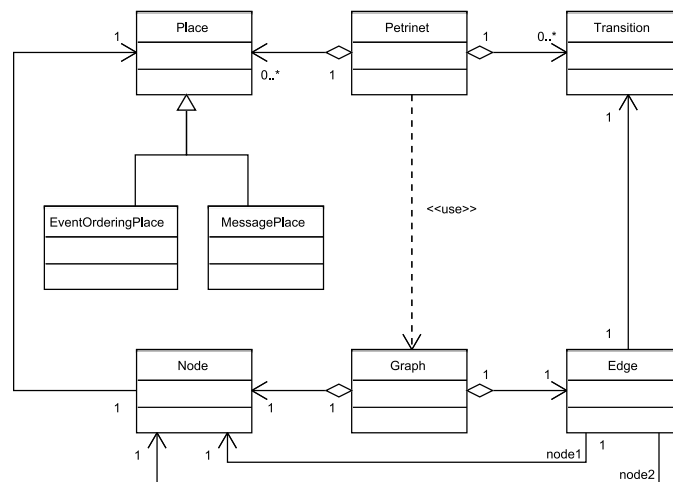 Place
Petrinet
Transition
1
1
1
0..*
0..*
1
1
EventOrderingPlace
MessagePlace
<<use>>
1
Node
Graph
Edge
1
1
1
1
1
1
1
1
node1
node2